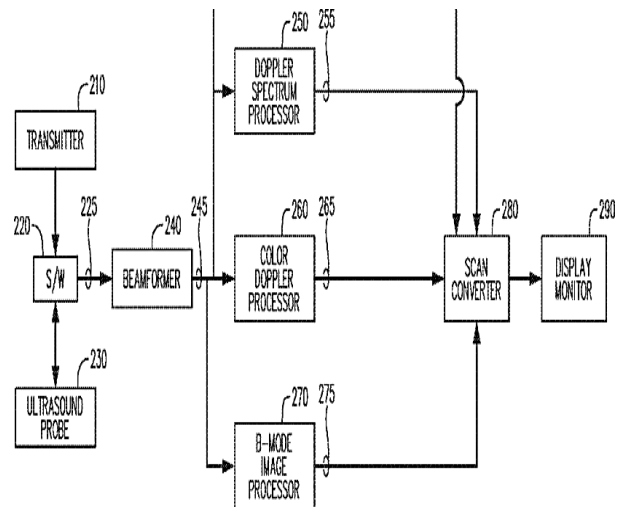 250
255
DOPPLER
SPECTRUM
PROCESSOR
210
TRANSMITTER
220
225
S/W
240
BEAMFORMER
245
260
COLOR
DOPPLER
PROCESSOR
265
280
SCAN
CONVERTER
290
DISPLAY
MONITOR
230
ULTRASOUND
PROBE
270
B-MODE
IMAGE
PROCESSOR
275